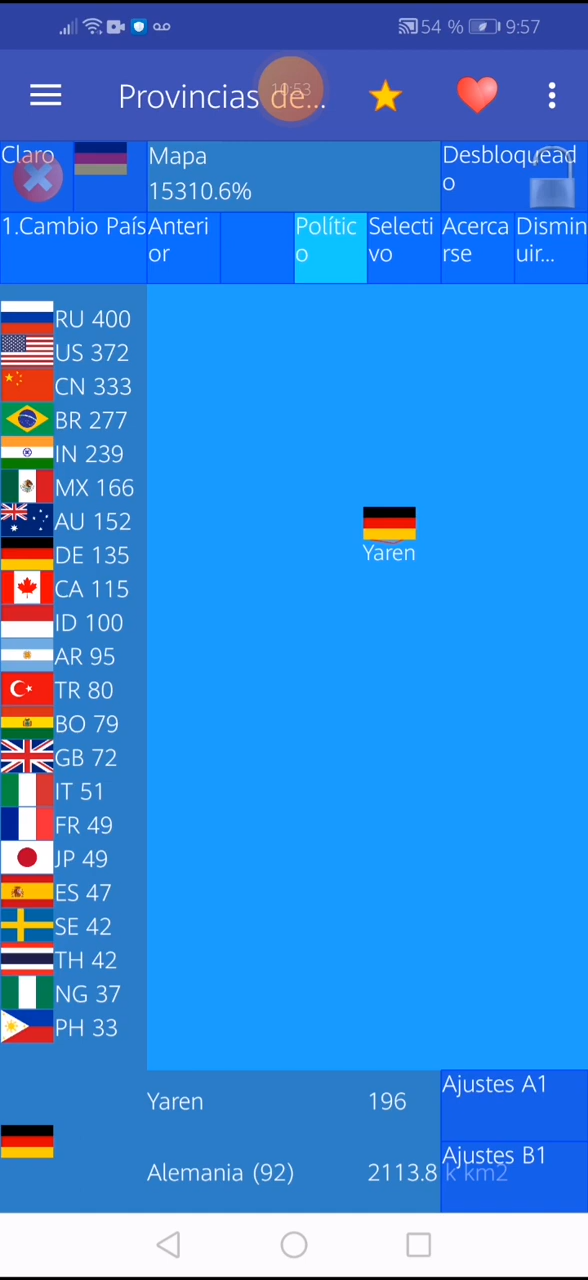 54 % 9:57
Provincias de...
10:53
Claro
Mapa
15310.6%
Desbloquead
o
1.Cambio País
Anteri
or
Polític
o
Selecti
vo
Acerca
rse
Dismin
uir...
RU 400
US 372
CN 333
BR 277
IN 239
MX 166
AU 152
DE 135
CA 115
ID 100
AR 95
TR 80
BO 79
GB 72
IT 51
FR 49
JP 49
ES 47
SE 42
TH 42
NG 37
PH 33
Yaren
Yaren 196
Ajustes A1
Alemania (92) 2113.8 k km2
Ajustes B1